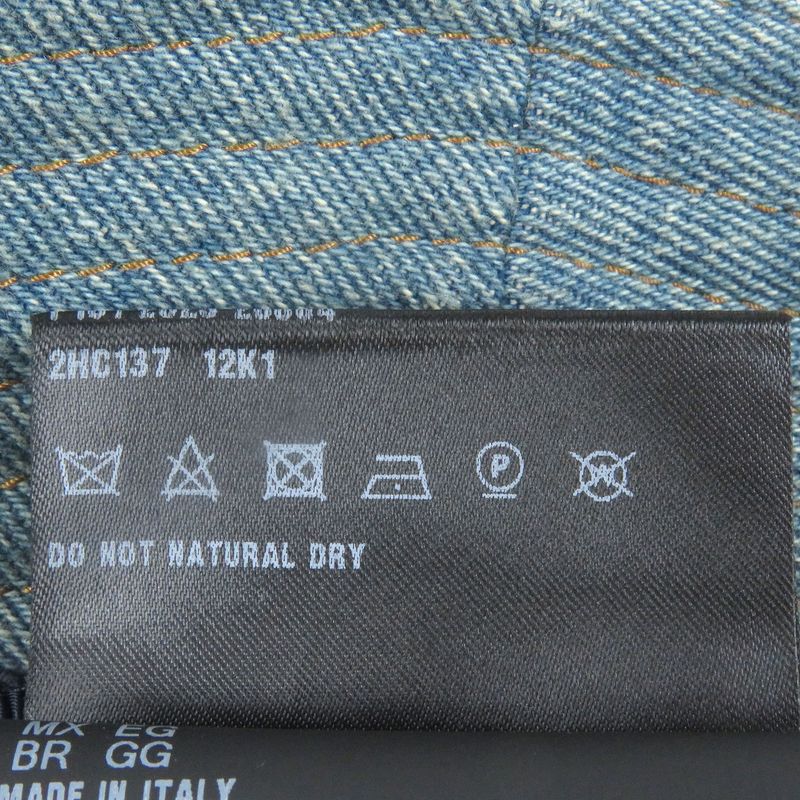 2HC137 12K1
P
W
DO NOT NATURAL DRY
MX EG
BR GG
MADE IN ITALY